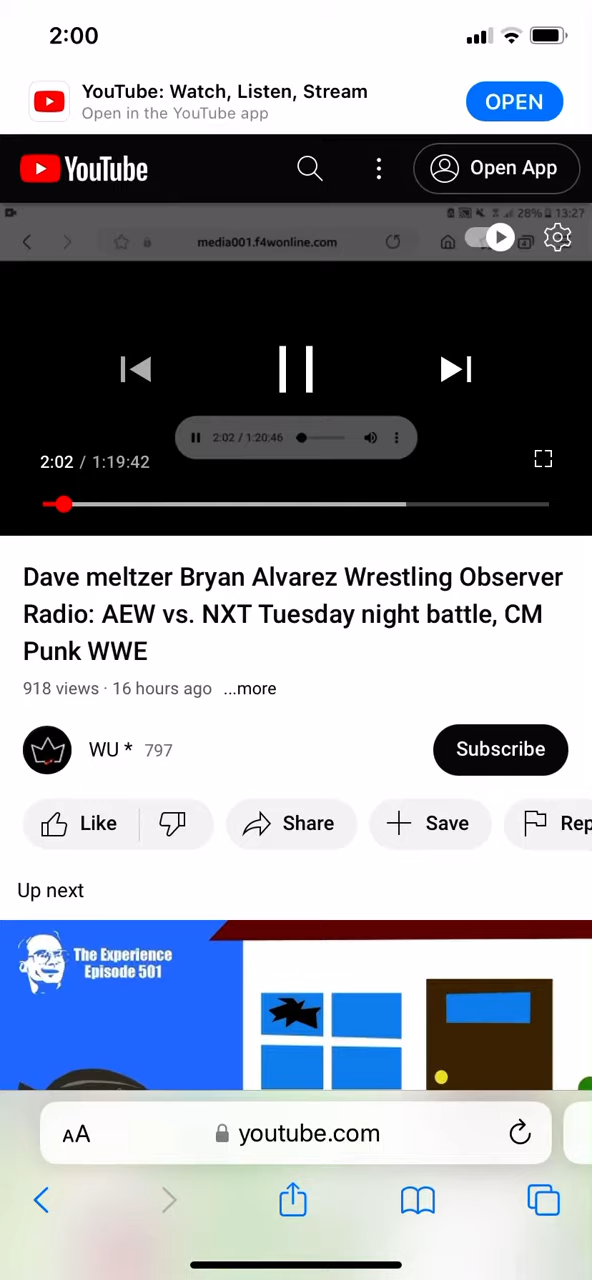 2:00
YouTube: Watch, Listen, Stream
Open in the YouTube app
OPEN
YouTube
Open App
28% 13:27
media001.f4wonline.com
2:02 / 1:20:46
2:02 / 1:19:42
Dave meltzer Bryan Alvarez Wrestling Observer
Radio: AEW vs. NXT Tuesday night battle, CM
Punk WWE
918 views · 16 hours ago ...more
WU * 797
Subscribe
Like
Share
Save
Rep
Up next
The Experience
Episode 501
AA
youtube.com